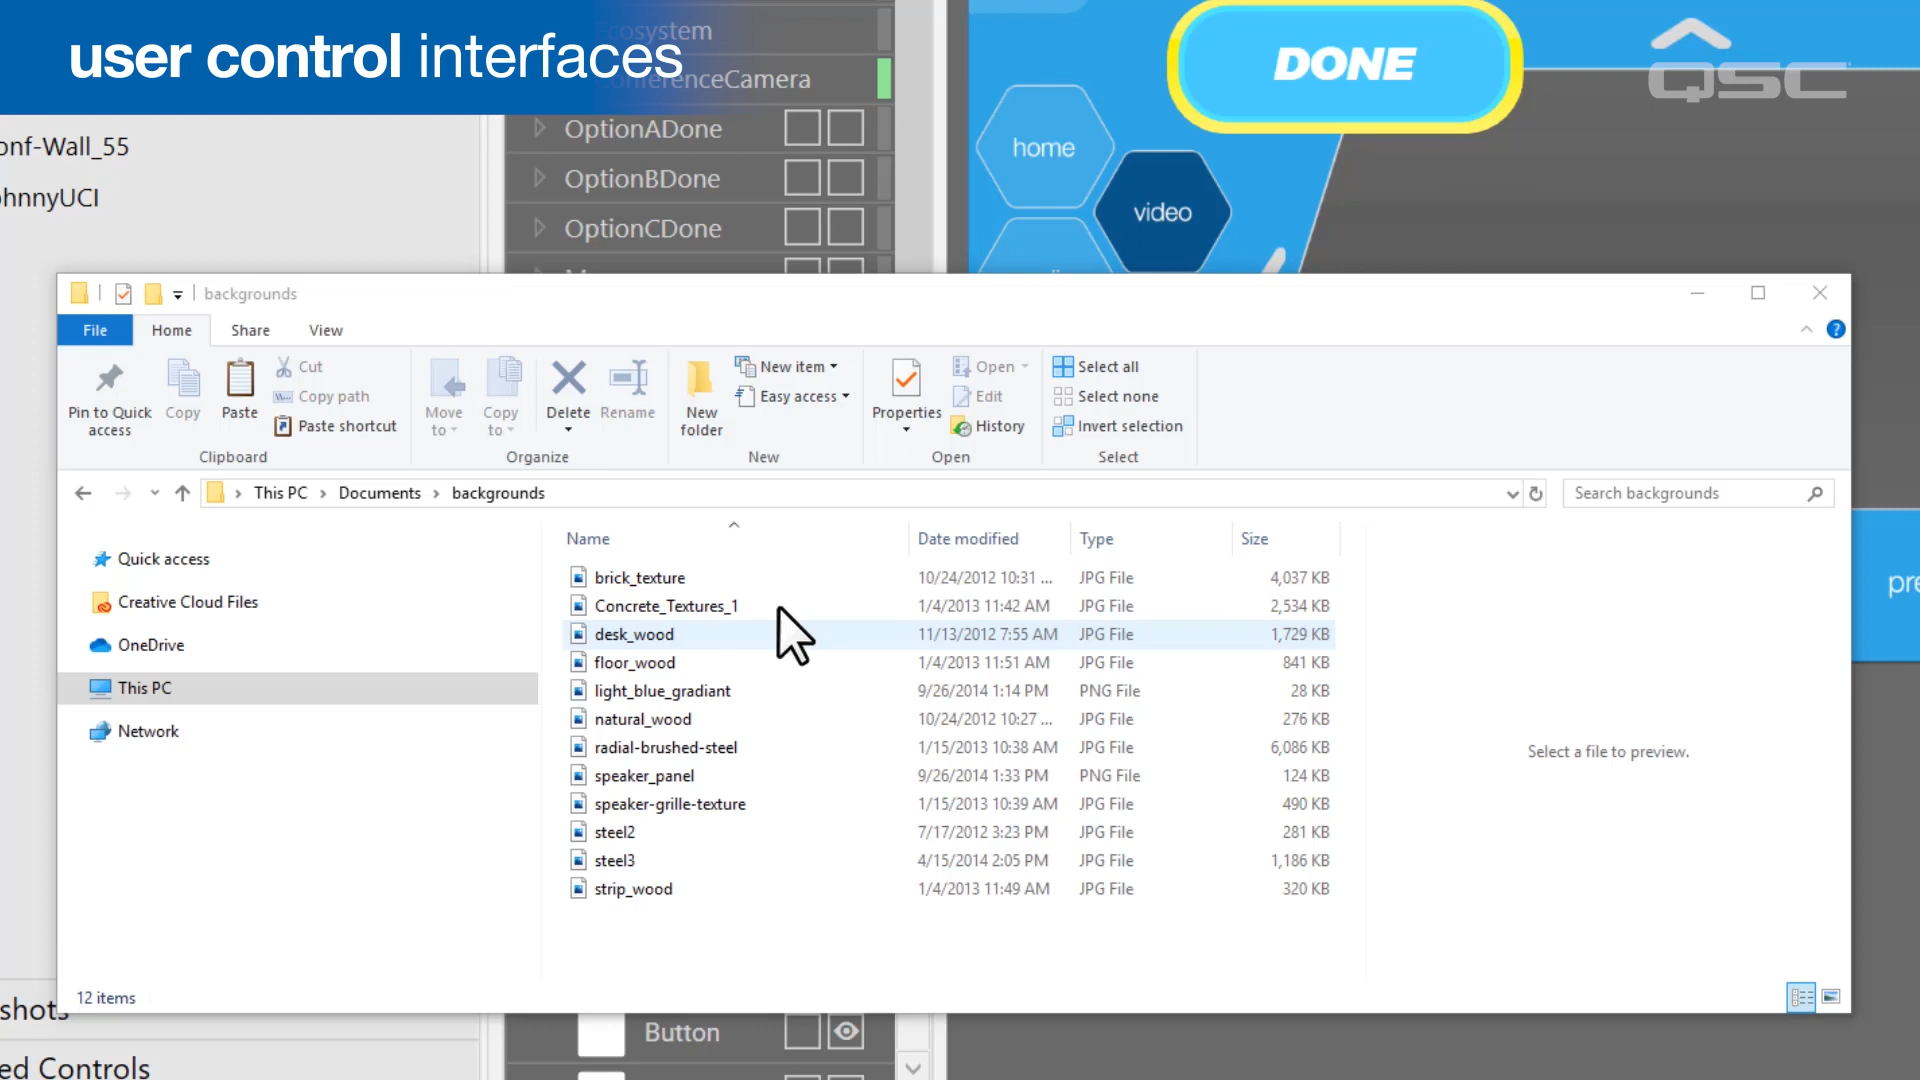 user control interfaces
cosystem
onferenceCamera
DONE
QSC
onf-Wall_55
OptionADone
home
OptionBDone
ohnnyUCI
video
OptionCDone
backgrounds
File Home Share View
Pin to Quick access
Copy
Paste
Cut
Copy path
Paste shortcut
Move to
Copy to
Delete
Rename
New folder
New item
Easy access
Properties
Open
Edit
History
Select all
Select none
Invert selection
Clipboard Organize New Open Select
This PC > Documents > backgrounds
Search backgrounds
Name Date modified Type Size
Quick access
Creative Cloud Files
OneDrive
This PC
Network
brick_texture 10/24/2012 10:31 ... JPG File 4,037 KB
Concrete_Textures_1 1/4/2013 11:42 AM JPG File 2,534 KB
desk_wood 11/13/2012 7:55 AM JPG File 1,729 KB
floor_wood 1/4/2013 11:51 AM JPG File 841 KB
light_blue_gradiant 9/26/2014 1:14 PM PNG File 28 KB
natural_wood 10/24/2012 10:27 ... JPG File 276 KB
radial-brushed-steel 1/15/2013 10:38 AM JPG File 6,086 KB
speaker_panel 9/26/2014 1:33 PM PNG File 124 KB
speaker-grille-texture 1/15/2013 10:39 AM JPG File 490 KB
steel2 7/17/2012 3:23 PM JPG File 281 KB
steel3 4/15/2014 2:05 PM JPG File 1,186 KB
strip_wood 1/4/2013 11:49 AM JPG File 320 KB
Select a file to preview.
pre
12 items
shots
Button
ed Controls